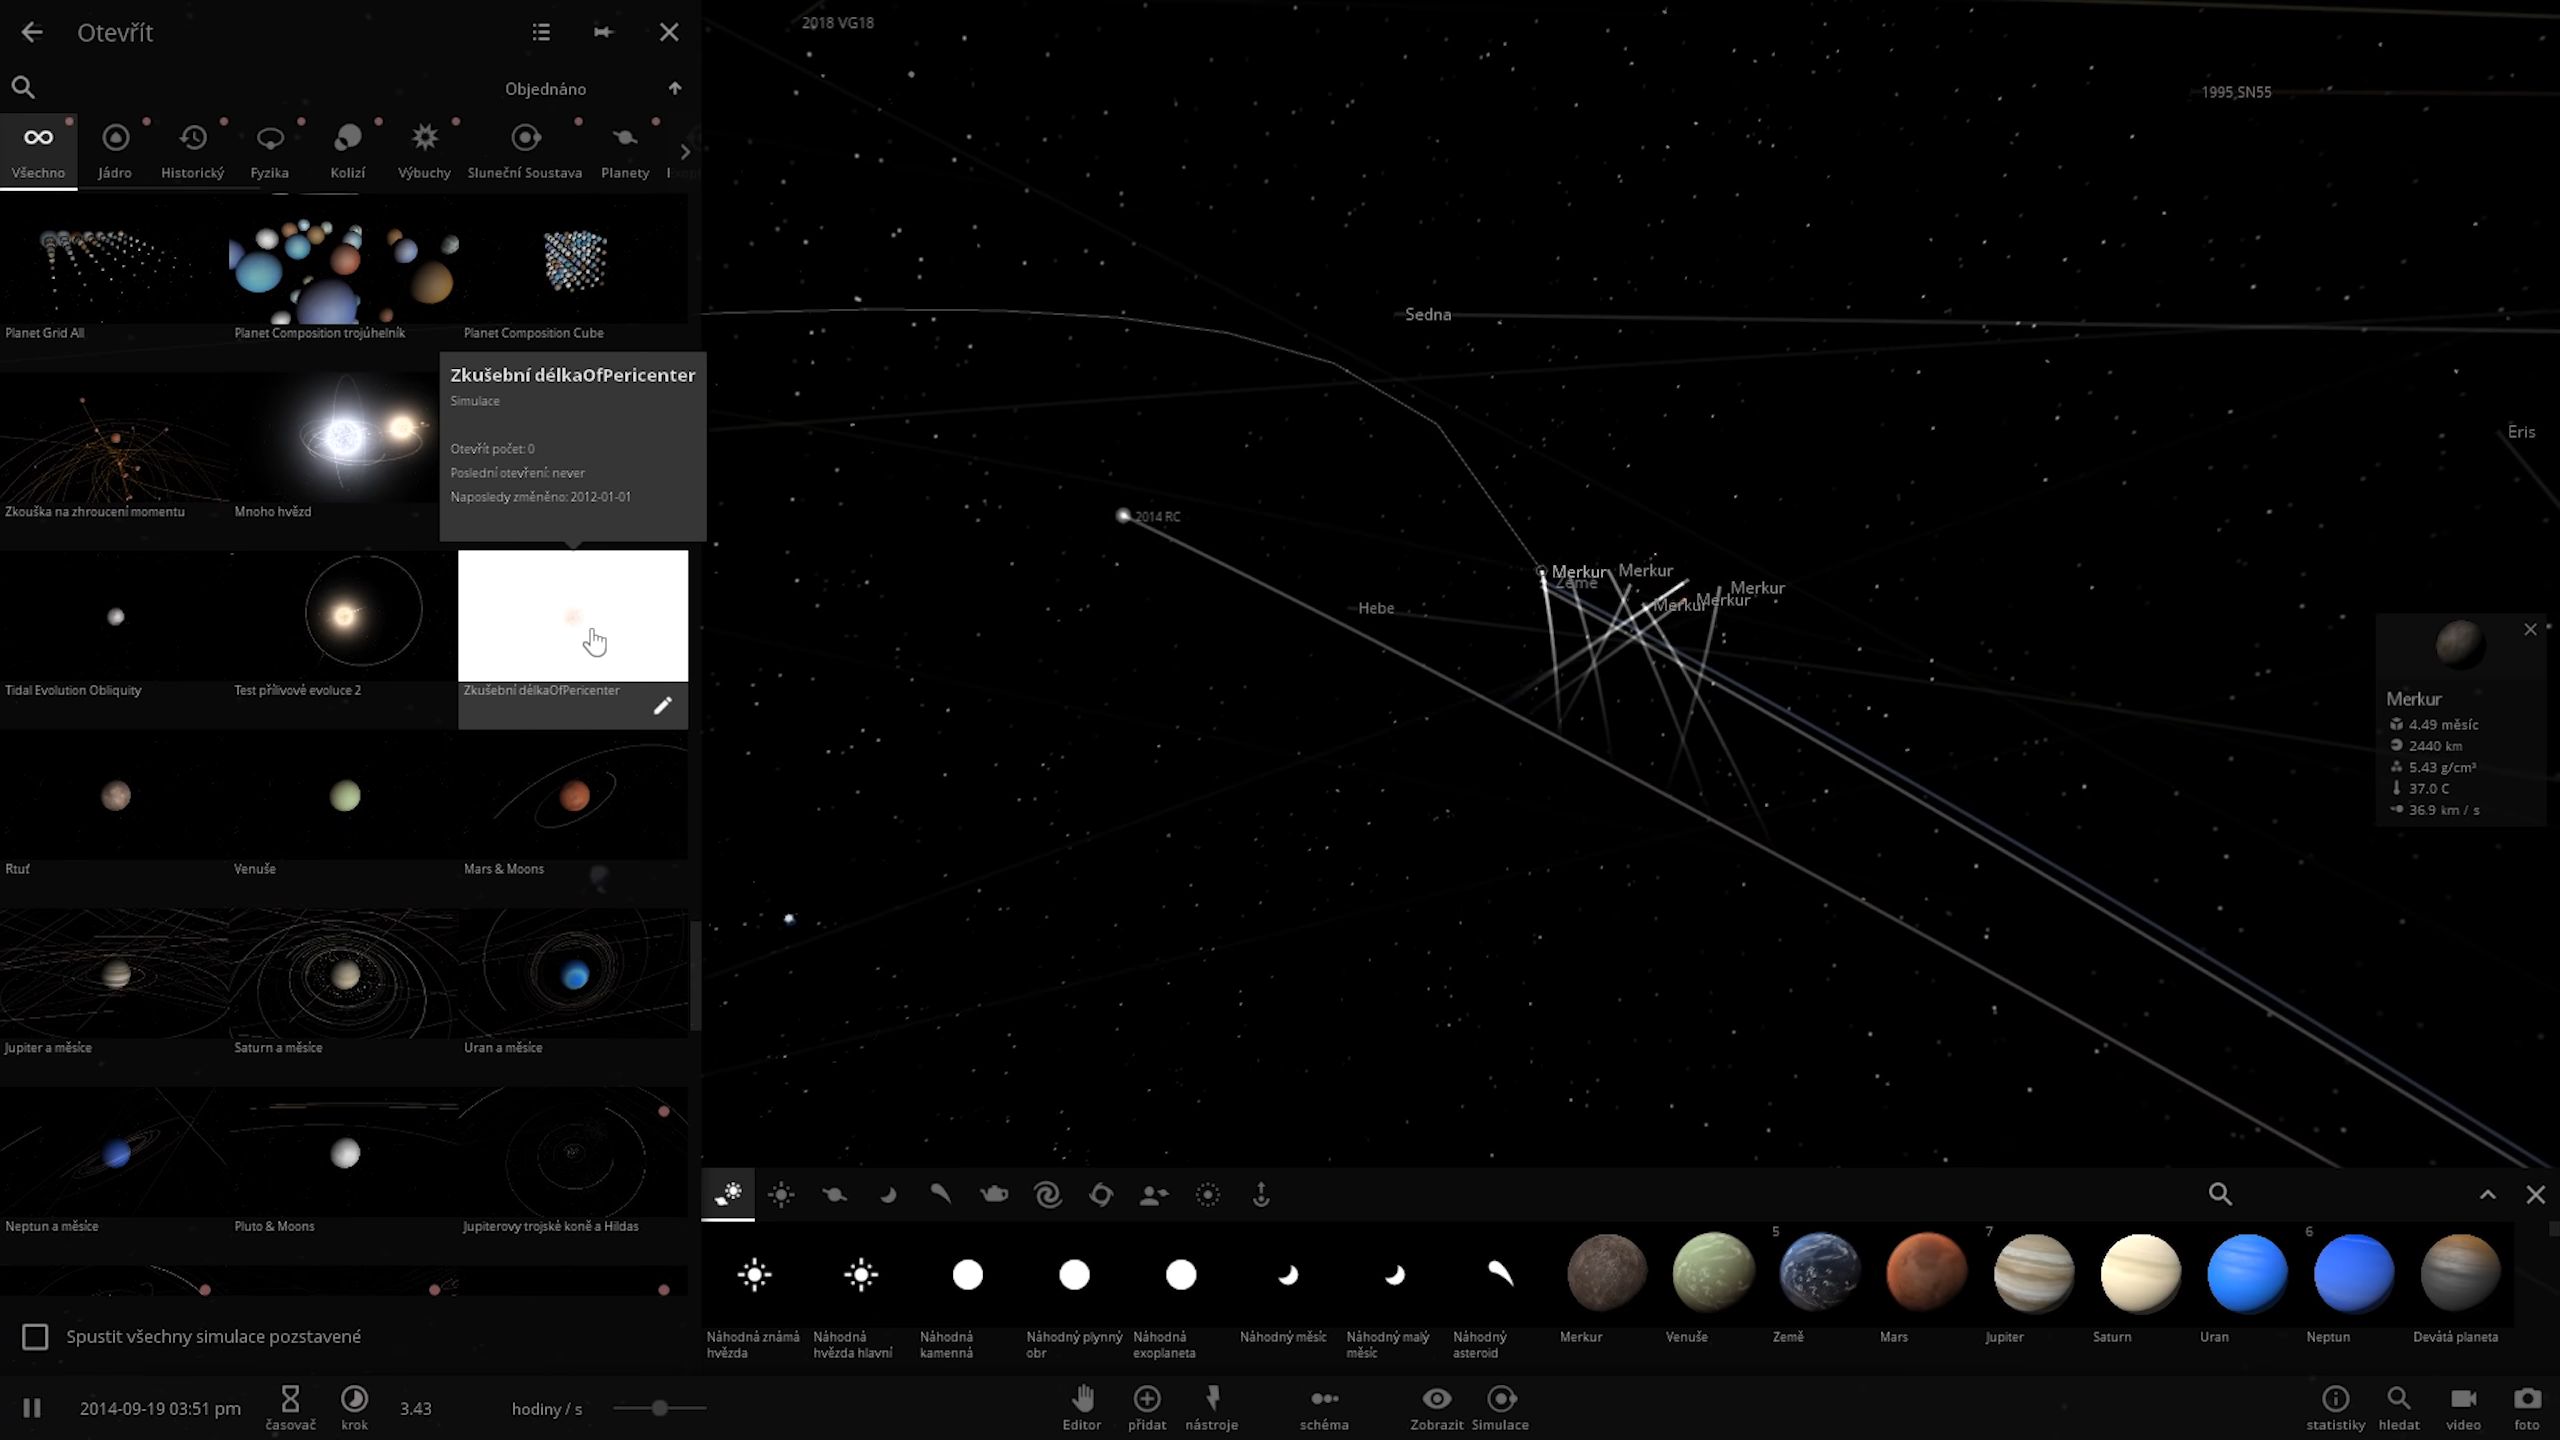 Otevřít
Objednáno
Všechno
Jádro
Historický
Fyzika
Kolizí
Výbuchy
Sluneční Soustava
Planety
Planet Grid All
Planet Composition trojúhelník
Planet Composition Cube
Zkušební délkaOfPericenter
Simulace
Otevřít počet: 0
Poslední otevření: never
Naposledy změněno: 2012-01-01
Zkouška na zhroucení momentu
Mnoho hvězd
Tidal Evolution Obliquity
Test přílivové evoluce 2
Zkušební délkaOfPericenter
Rtuť
Venuše
Mars & Moons
Jupiter a měsíce
Saturn a měsíce
Uran a měsíce
Neptun a měsíce
Pluto & Moons
Jupiterovy trojské koně a Hildas
Spustit všechny simulace pozstavené
2018 VG18
1995 SN55
Sedna
Eris
2014 RC
Merkur
Země
Merkur
Merkur
Merkur
Merkur
Hebe
Merkur
4.49 měsíc
2440 km
5.43 g/cm³
37.0 C
36.9 km / s
5
7
6
Náhodná známá hvězda
Náhodná hvězda hlavní
Náhodná kamenná
Náhodný plynný obr
Náhodná exoplaneta
Náhodný měsíc
Náhodný malý měsíc
Náhodný asteroid
Merkur
Venuše
Země
Mars
Jupiter
Saturn
Uran
Neptun
Devátá planeta
2014-09-19 03:51 pm
časovač
krok
3.43
hodiny / s
Editor
přidat
nástroje
schéma
Zobrazit
Simulace
statistiky
hledat
video
foto